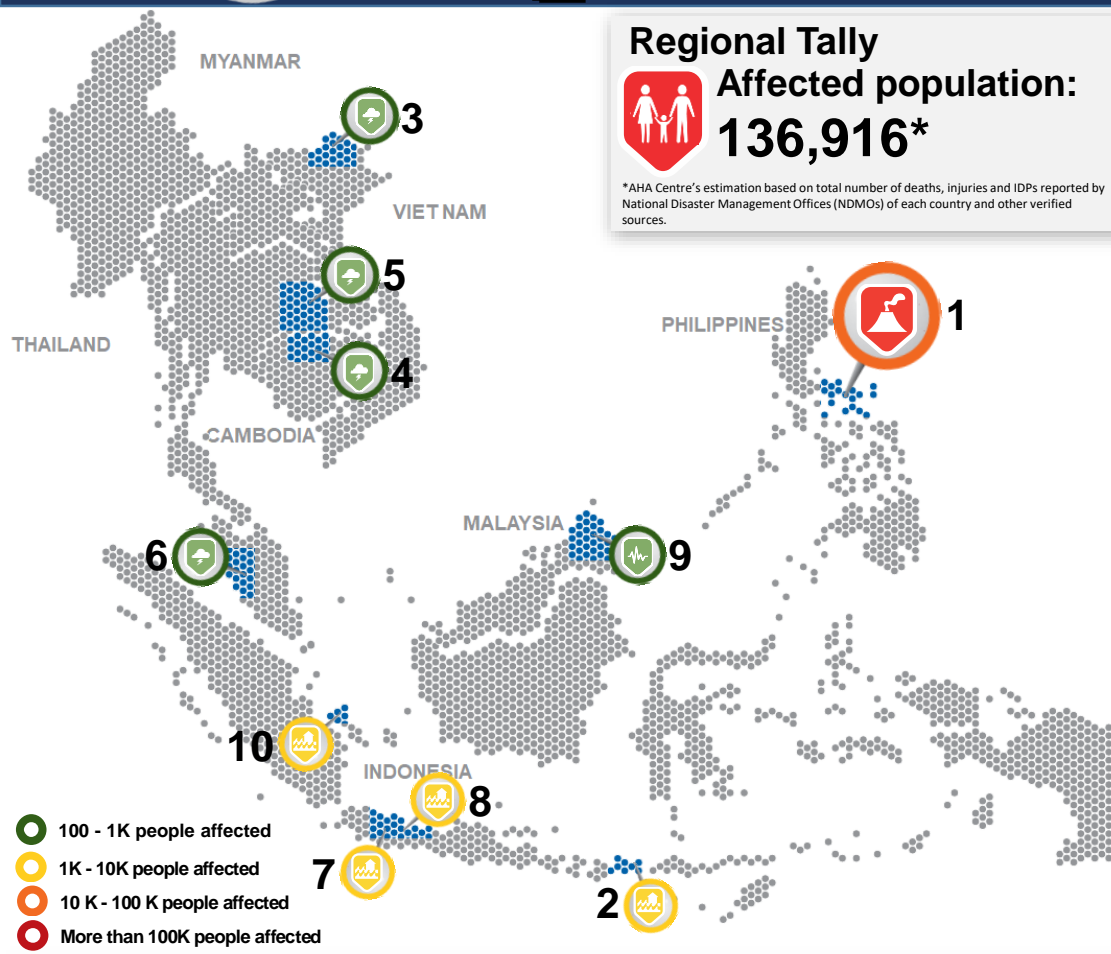 Regional Tally
Affected population:
136,916*
*AHA Centre's estimation based on total number of deaths, injuries and IDPs reported by
National Disaster Management Offices (NDMOs) of each country and other verified
sources.
MYANMAR
3
VIET NAM
5
1
PHILIPPINES
THAILAND
4
CAMBODIA
MALAYSIA
6
9
10
INDONESIA
8
7
2
100 - 1K people affected
1K - 10K people affected
10 K - 100 K people affected
More than 100K people affected